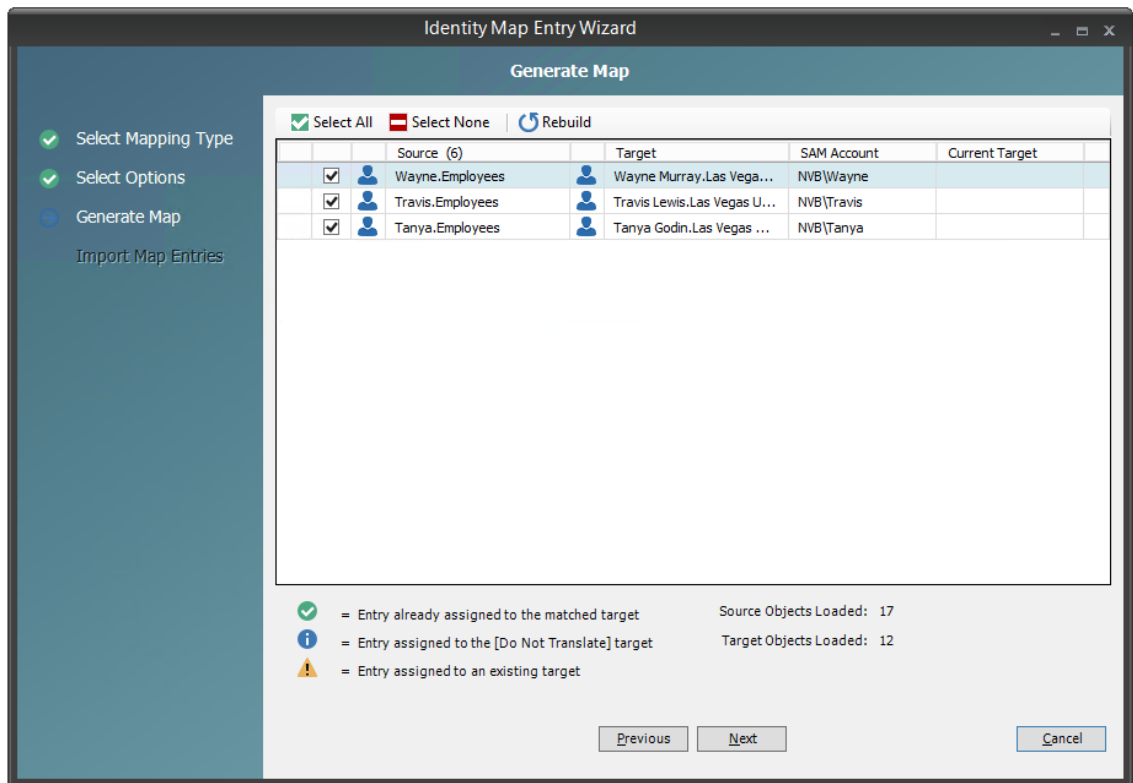 Identity Map Entry Wizard
Generate Map
Select Mapping Type
Select Options
Generate Map
Import Map Entries
Select All Select None Rebuild
Source (6) Target SAM Account Current Target
Wayne.Employees Wayne Murray.Las Vega... NVB\Wayne
Travis.Employees Travis Lewis.Las Vegas U... NVB\Travis
Tanya.Employees Tanya Godin.Las Vegas ... NVB\Tanya
= Entry already assigned to the matched target Source Objects Loaded: 17
= Entry assigned to the [Do Not Translate] target Target Objects Loaded: 12
= Entry assigned to an existing target
Previous Next Cancel